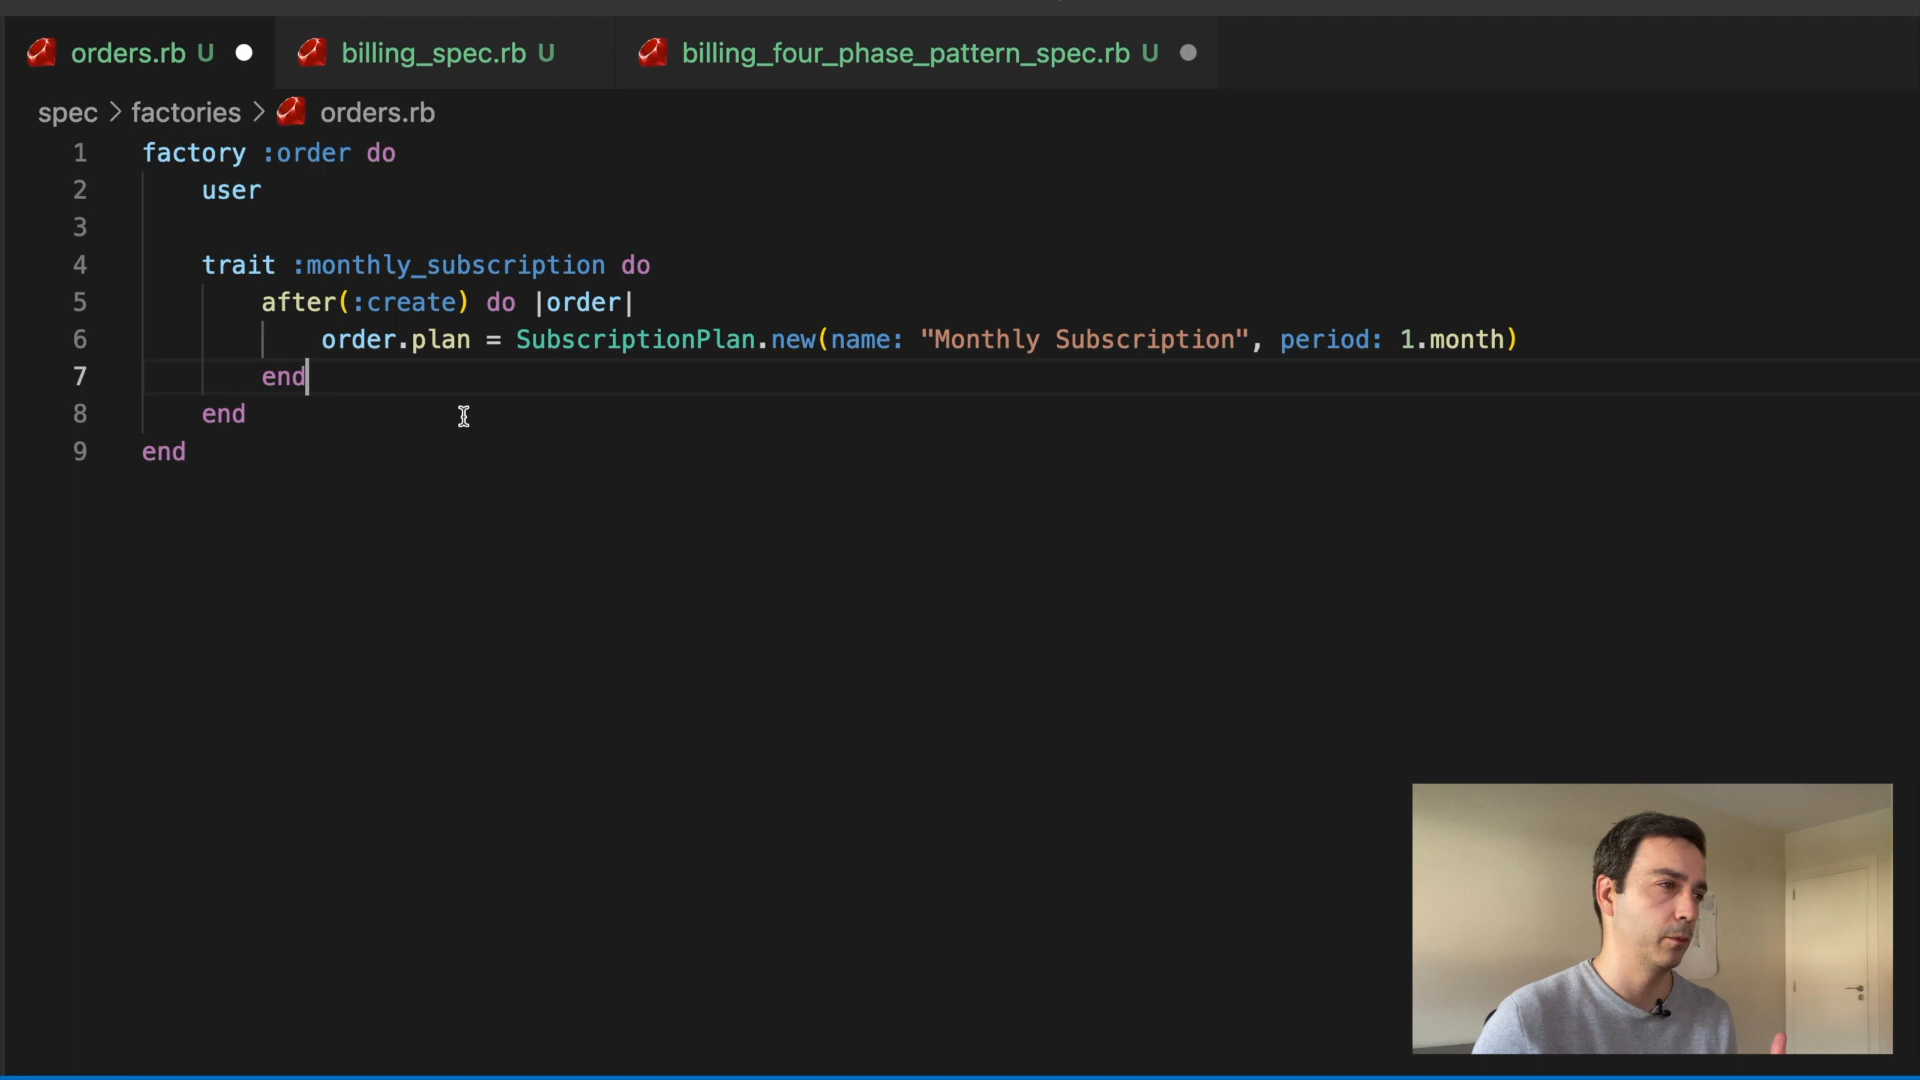 orders.rb U billing_spec.rb U billing_four_phase_pattern_spec.rb U
spec > factories > orders.rb
1 factory :order do
2 user
3
4 trait :monthly_subscription do
5 after(:create) do |order|
6 order.plan = SubscriptionPlan.new(name: "Monthly Subscription", period: 1.month)
7 end
8 end
9 end